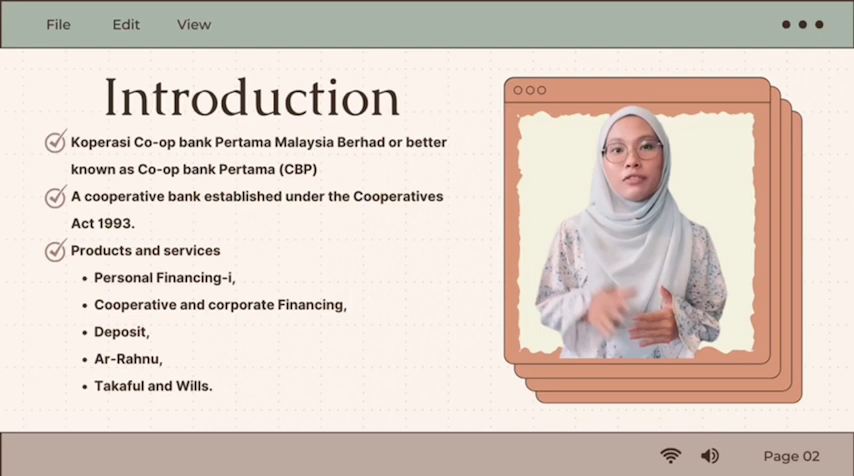 File Edit View
Introduction
Koperasi Co-op bank Pertama Malaysia Berhad or better
known as Co-op bank Pertama (CBP)
A cooperative bank established under the Cooperatives
Act 1993.
Products and services
• Personal Financing-i,
• Cooperative and corporate Financing,
• Deposit,
• Ar-Rahnu,
• Takaful and Wills.
Page 02